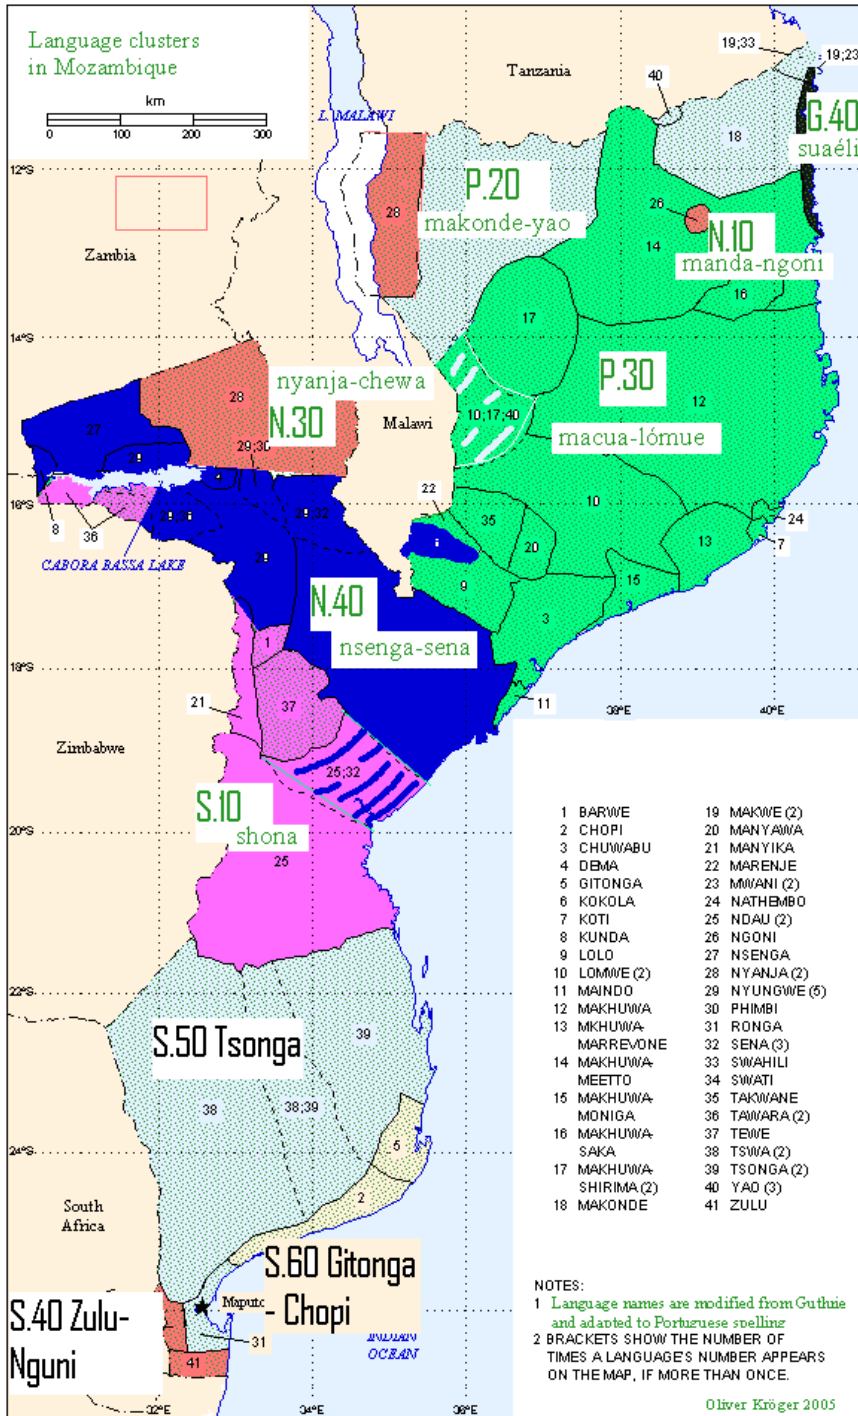 Language clusters
in Mozambique
km
0 100 200 300
19;33
19;23
Tanzania
40
L. MALAWI
G.40
suaéli
18
12°S
P.20
makonde-yao
28
26
N.10
manda-ngoni
14
16
Zambia
17
14°S
nyanja-chewa
28
N.30
P.30
macua-lómue
12
Malawi
10;17;40
27
29
29;30
4
16°S
8
36
29;36
29;32
22
35
10
20
13
24
7
6
CABORA BASSA LAKE
29
9
15
N.40
nsenga-sena
3
1
18°S
21
37
11
38°E
40°E
Zimbabwe
25;32
S.10
shona
20°S
25
22°S
S.50 Tsonga
39
38
38;39
24°S
5
2
South
Africa
S.60 Gitonga
- Chopi
Maputo
S.40 Zulu-
Nguni
31
41
INDIAN
OCEAN
32°E
34°E
36°E
1 BARWE
2 CHOPI
3 CHUWABU
4 DEMA
5 GITONGA
6 KOKOLA
7 KOTI
8 KUNDA
9 LOLO
10 LOMWE (2)
11 MAINDO
12 MAKHUWA
13 MKHUWA-
MARREVONE
14 MAKHUWA-
MEETTO
15 MAKHUWA-
MONIGA
16 MAKHUWA-
SAKA
17 MAKHUWA-
SHIRIMA (2)
18 MAKONDE
19 MAKWE (2)
20 MANYAWA
21 MANYIKA
22 MARENJE
23 MWANI (2)
24 NATHEMBO
25 NDAU (2)
26 NGONI
27 NSENGA
28 NYANJA (2)
29 NYUNGWE (5)
30 PHIMBI
31 RONGA
32 SENA (3)
33 SWAHILI
34 SWATI
35 TAKWANE
36 TAWARA (2)
37 TEWE
38 TSWA (2)
39 TSONGA (2)
40 YAO (3)
41 ZULU
NOTES:
1 Language names are modified from Guthrie
and adapted to Portuguese spelling
2 BRACKETS SHOW THE NUMBER OF
TIMES A LANGUAGE'S NUMBER APPEARS
ON THE MAP, IF MORE THAN ONCE.
Oliver Kröger 2005